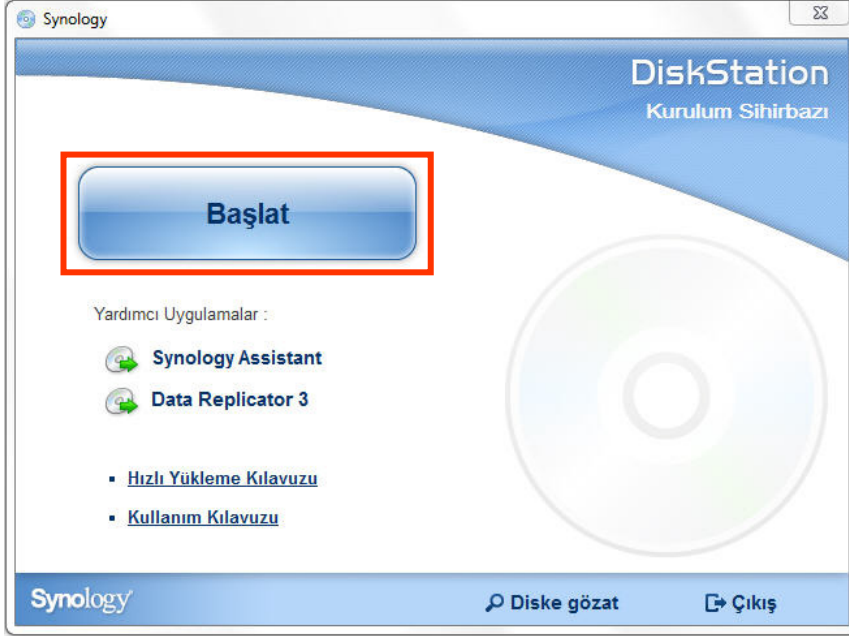 Synology
DiskStation
Kurulum Sihirbazı
Başlat
Yardımcı Uygulamalar :
Synology Assistant
Data Replicator 3
Hızlı Yükleme Kılavuzu
Kullanım Kılavuzu
Synology
Diske gözat
Çıkış